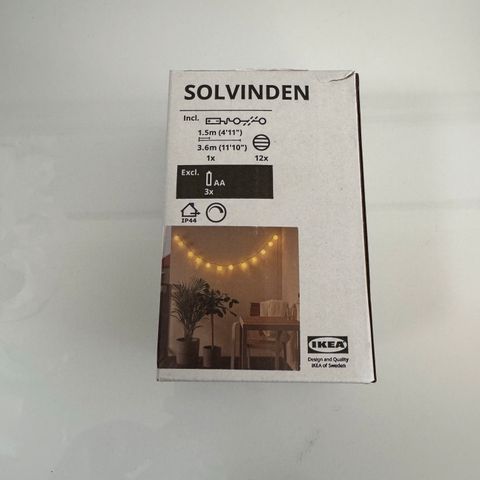 SOLVINDEN
Incl.
1.5m (4'11")
3.6m (11'10")
1x 12x
Excl.
AA
3x
IP44
IKEA
Design and Quality
IKEA of Sweden